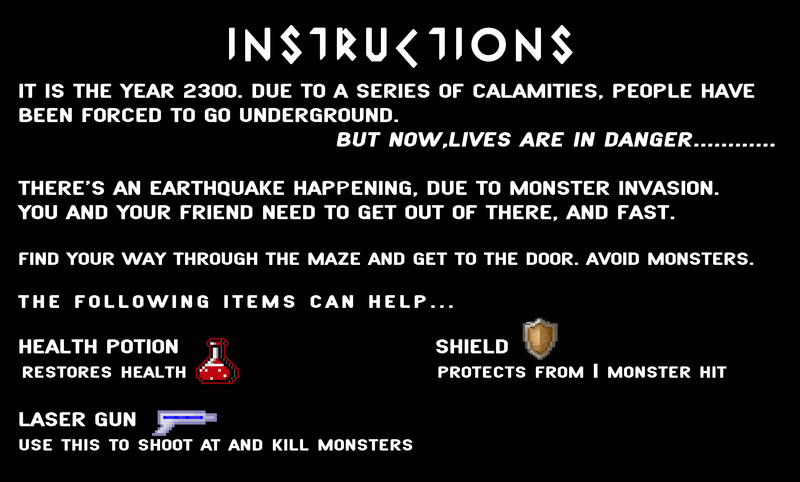 INSTRUCTIONS
IT IS THE YEAR 2300. DUE TO A SERIES OF CALAMITIES, PEOPLE HAVE
BEEN FORCED TO GO UNDERGROUND.
BUT NOW,LIVES ARE IN DANGER............
THERE'S AN EARTHQUAKE HAPPENING, DUE TO MONSTER INVASION.
YOU AND YOUR FRIEND NEED TO GET OUT OF THERE, AND FAST.
FIND YOUR WAY THROUGH THE MAZE AND GET TO THE DOOR. AVOID MONSTERS.
THE FOLLOWING ITEMS CAN HELP...
HEALTH POTION
RESTORES HEALTH
SHIELD
PROTECTS FROM 1 MONSTER HIT
LASER GUN
USE THIS TO SHOOT AT AND KILL MONSTERS